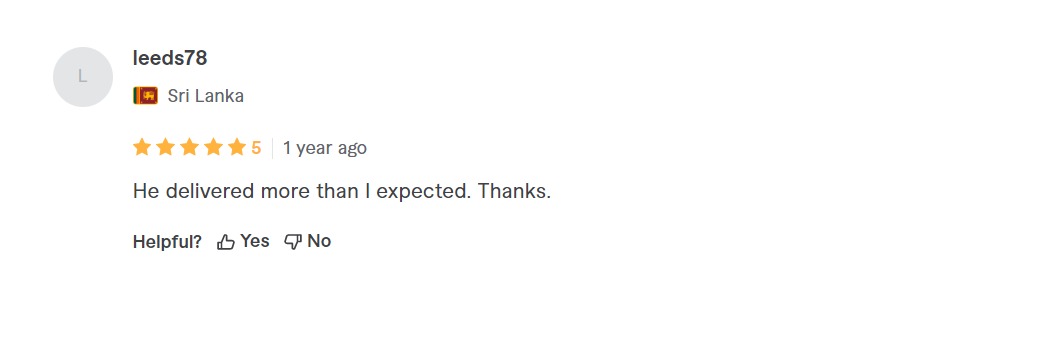 L
leeds78
Sri Lanka
5 1 year ago
He delivered more than I expected. Thanks.
Helpful? Yes No